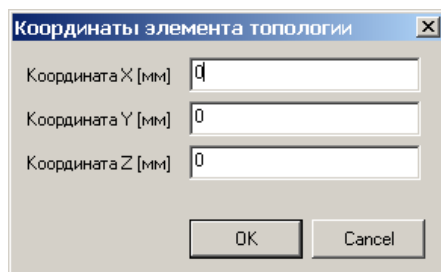 Координаты элемента топологии
Координата X [мм] 0
Координата Y [мм] 0
Координата Z [мм] 0
OK Cancel